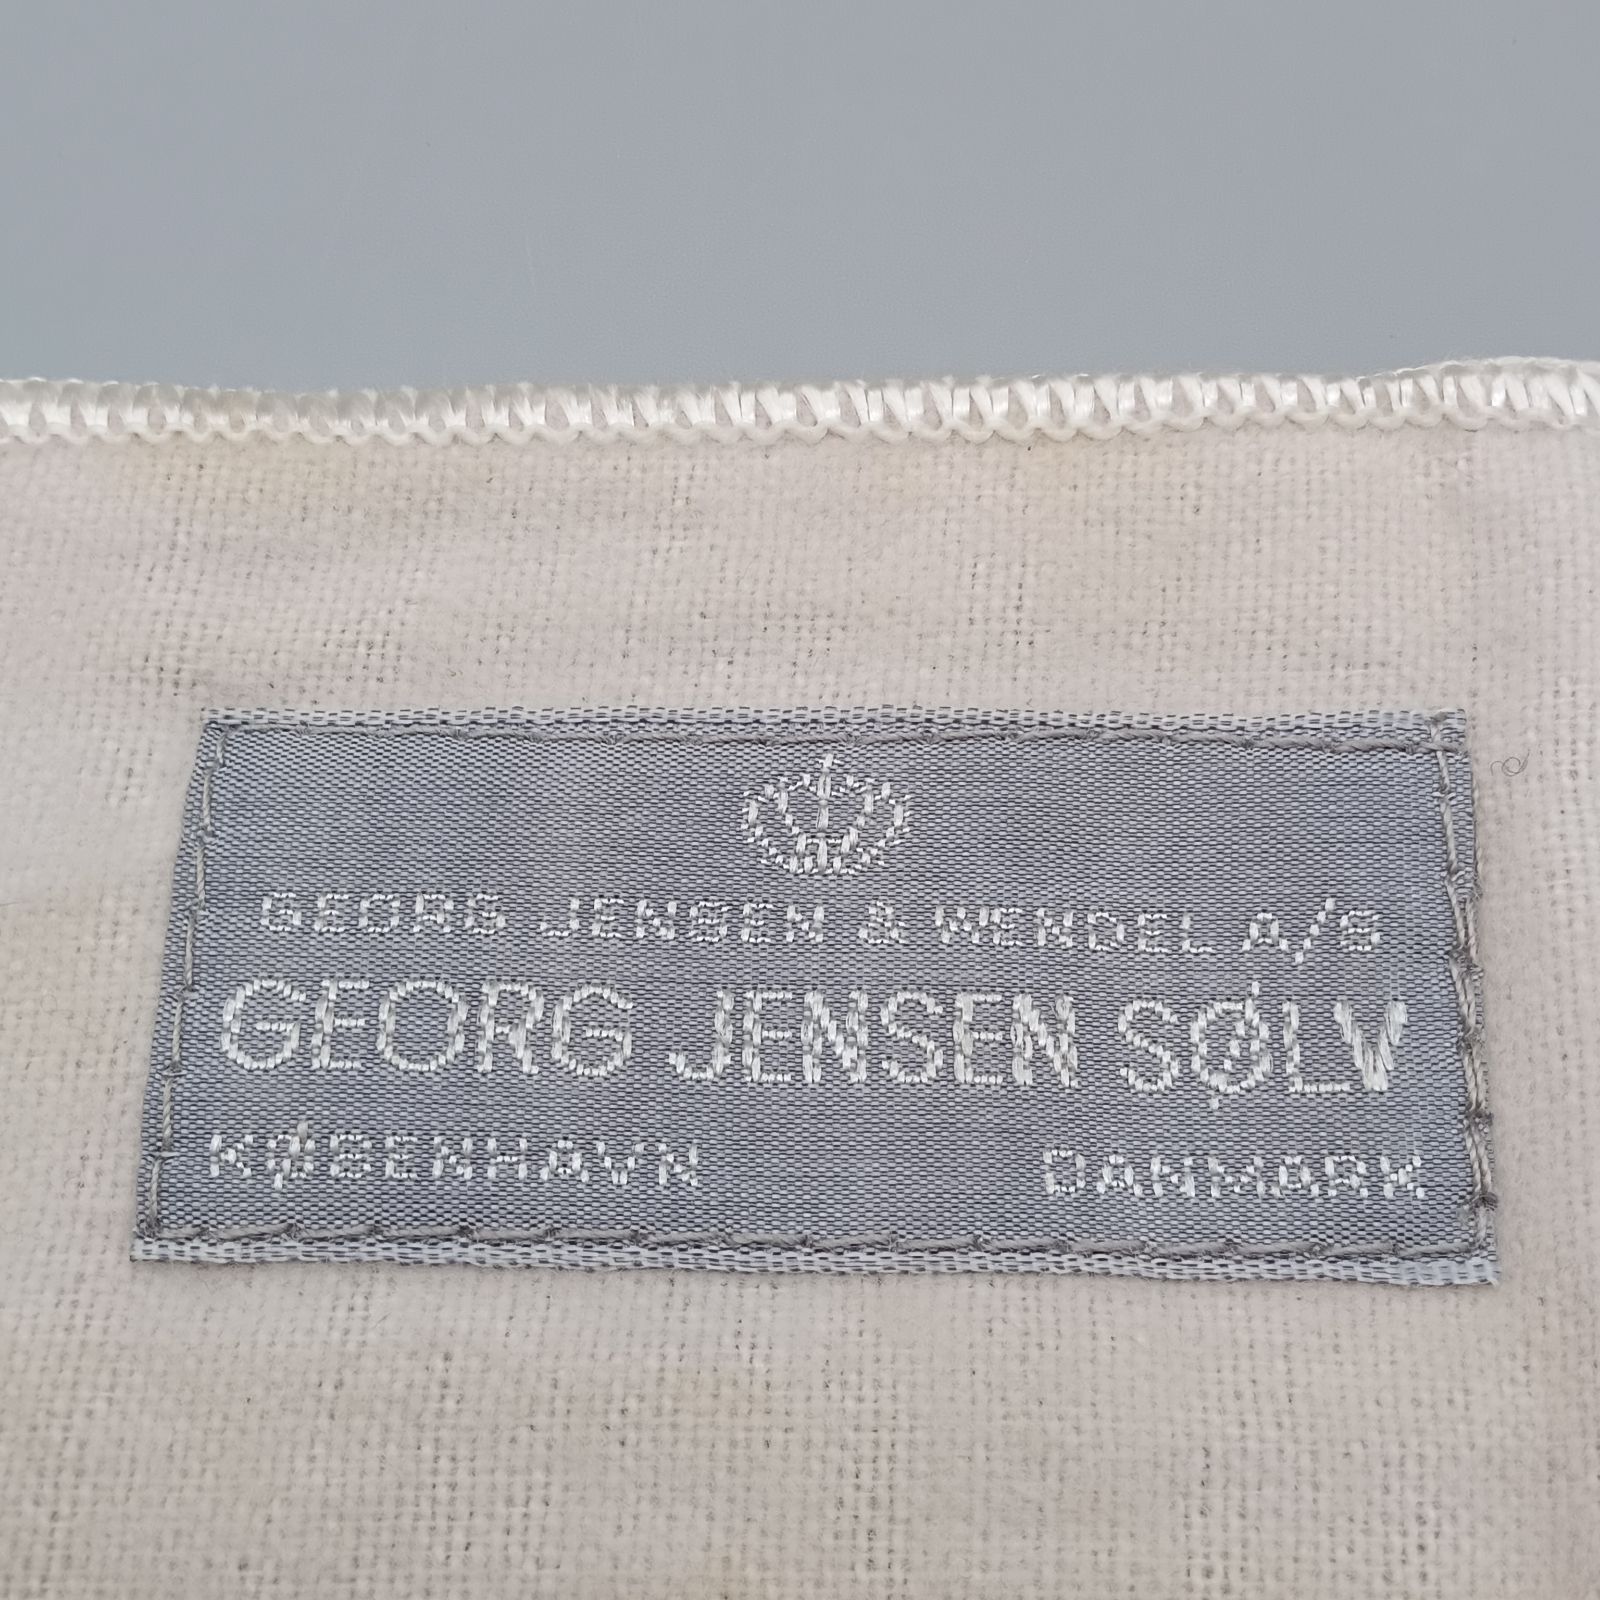 GEORG JENSEN & WENDEL A/S
GEORG JENSEN SØLV
KØBENHAVN DANMARK